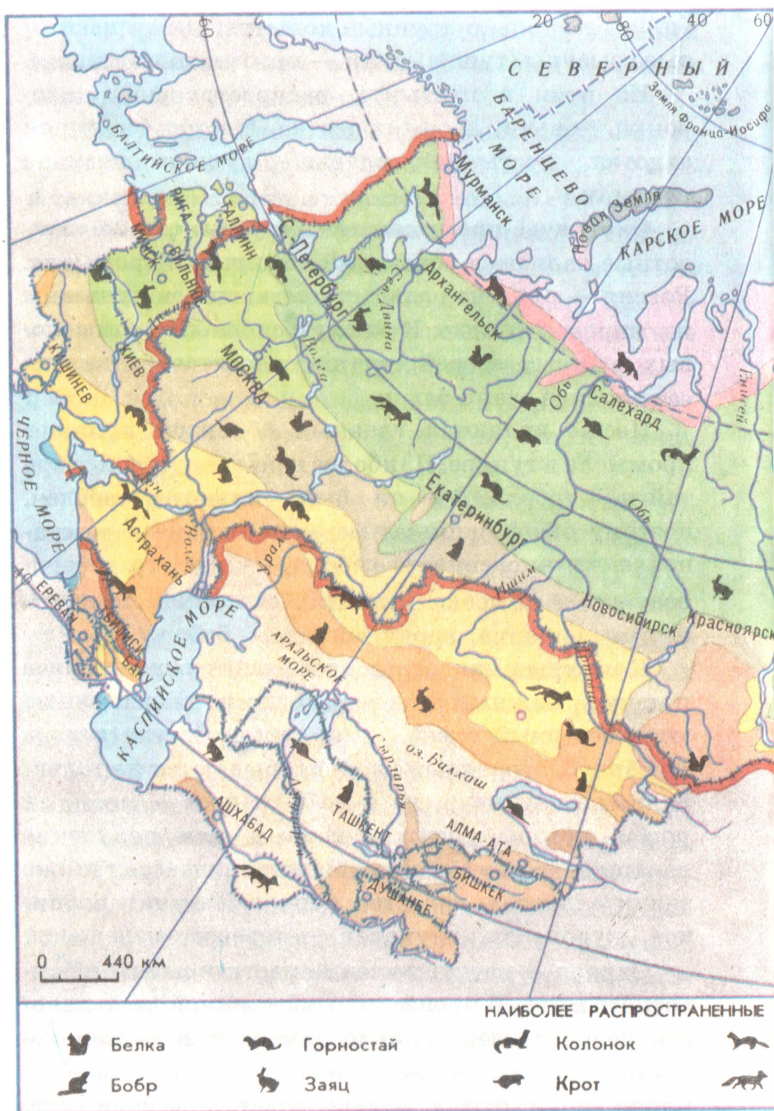 60
20
80
40
60
СЕВЕРНЫЙ
Земля Франца-Иосифа
БАРЕНЦЕВО
МОРЕ
БАЛТИЙСКОЕ МОРЕ
Мурманск
Новая Земля
КАРСКОЕ МОРЕ
РИГА
ТАЛЛИНН
С.-Петербург
Архангельск
Двина
КИЕВ
КИШИНЕВ
МОСКВА
Волга
Обь
Салехард
Енисей
ЧЕРНОЕ МОРЕ
Екатеринбург
Обь
Астрахань
Волга
Урал
Ишим
Новосибирск
Красноярск
ЕРЕВАН
ТБИЛИСИ
БАКУ
КАСПИЙСКОЕ МОРЕ
АРАЛЬСКОЕ
МОРЕ
Сырдарья
оз. Балхаш
АШХАБАД
ТАШКЕНТ
АЛМА-АТА
БИШКЕК
ДУШАНБЕ
0 440 КМ
НАИБОЛЕЕ РАСПРОСТРАНЕННЫЕ
Белка Горностай Колонок
Бобр Заяц Крот